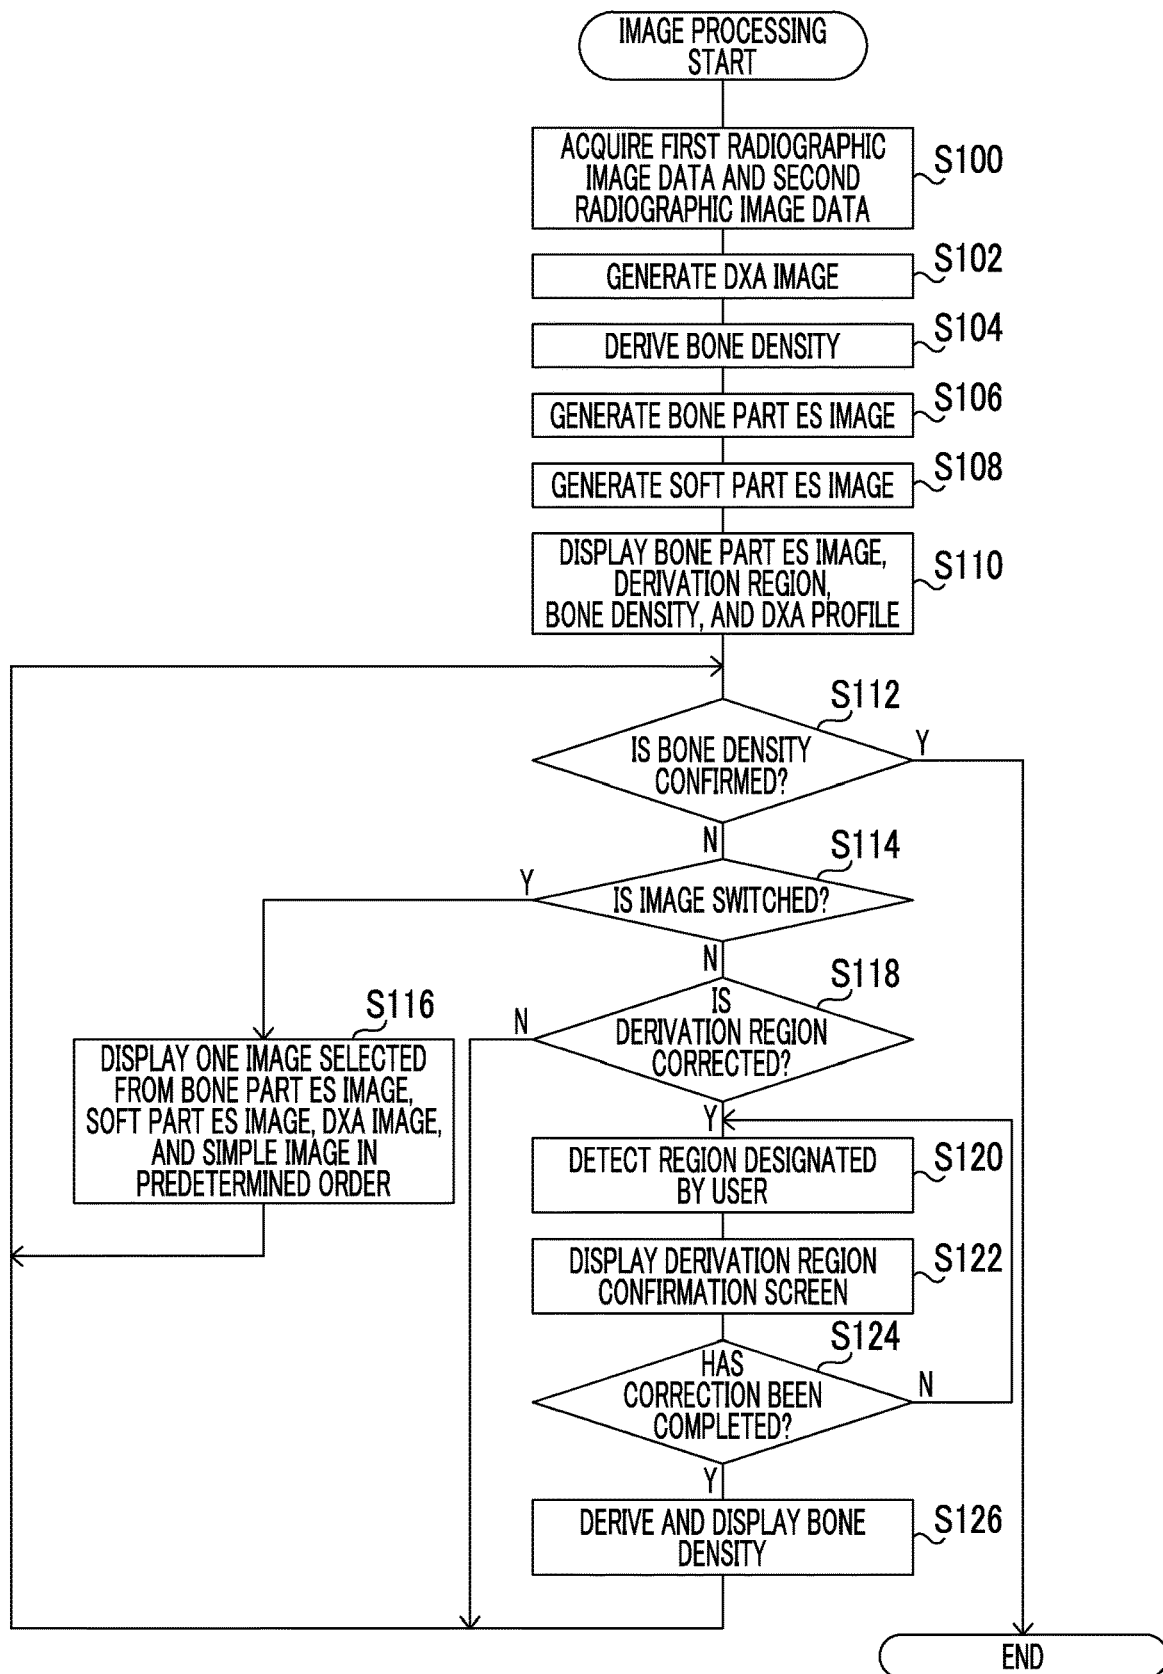 IMAGE PROCESSING
START
ACQUIRE FIRST RADIOGRAPHIC
IMAGE DATA AND SECOND
RADIOGRAPHIC IMAGE DATA
S100
GENERATE DXA IMAGE
S102
DERIVE BONE DENSITY
S104
GENERATE BONE PART ES IMAGE
S106
GENERATE SOFT PART ES IMAGE
S108
DISPLAY BONE PART ES IMAGE,
DERIVATION REGION,
BONE DENSITY, AND DXA PROFILE
S110
S112
IS BONE DENSITY
CONFIRMED?
Y
N
S114
IS IMAGE SWITCHED?
Y
N
S116
DISPLAY ONE IMAGE SELECTED
FROM BONE PART ES IMAGE,
SOFT PART ES IMAGE, DXA IMAGE,
AND SIMPLE IMAGE IN
PREDETERMINED ORDER
S118
IS
DERIVATION REGION
CORRECTED?
N
Y
DETECT REGION DESIGNATED
BY USER
S120
DISPLAY DERIVATION REGION
CONFIRMATION SCREEN
S122
S124
HAS
CORRECTION BEEN
COMPLETED?
N
Y
DERIVE AND DISPLAY BONE
DENSITY
S126
END